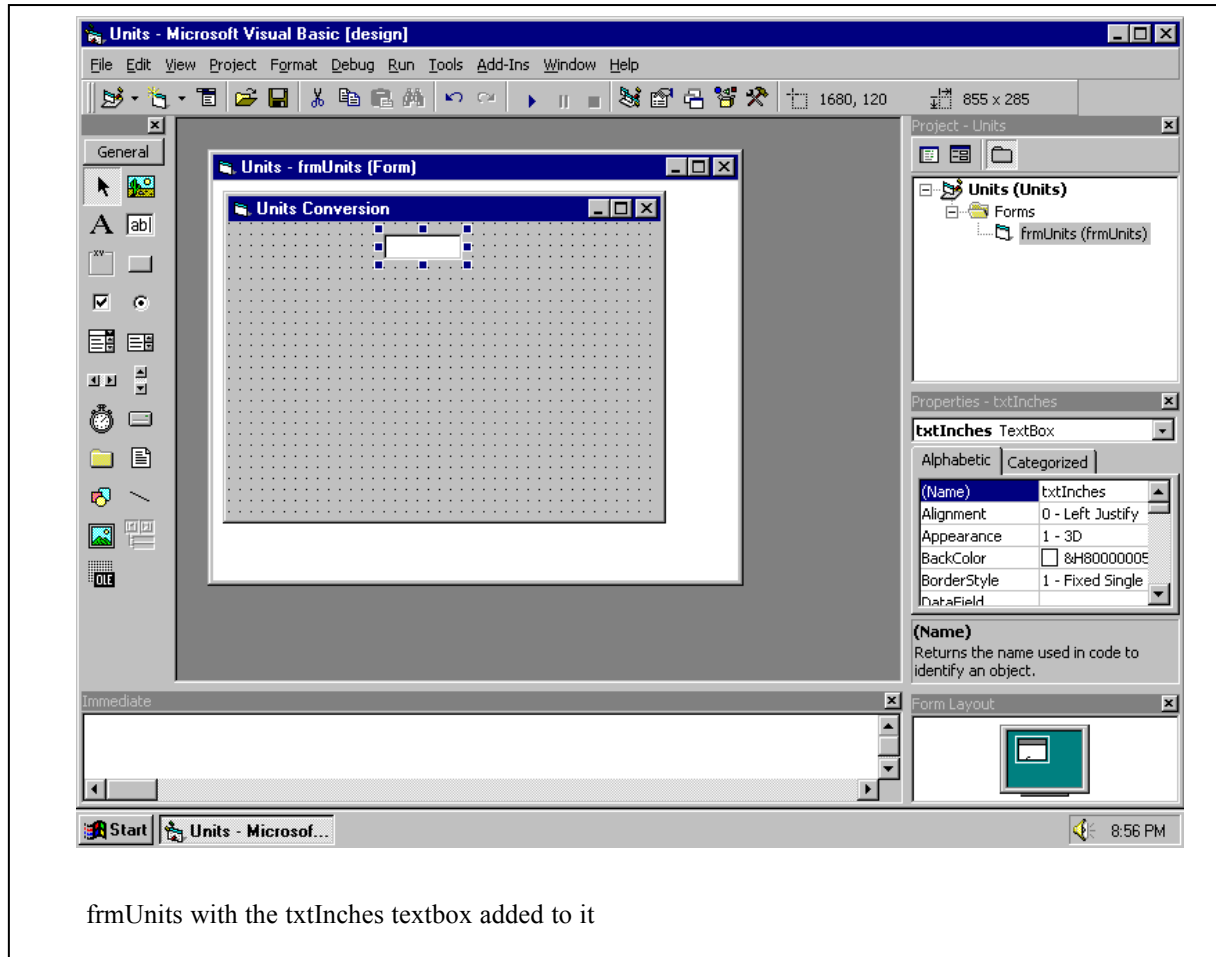 Units - Microsoft Visual Basic [design]
File Edit View Project Format Debug Run Tools Add-Ins Window Help
1680, 120
855 x 285
General
A
ab|
xv
OLE
Units - frmUnits (Form)
Units Conversion
Project - Units
Units (Units)
Forms
frmUnits (frmUnits)
Properties - txtInches
txtInches TextBox
Alphabetic Categorized
(Name) txtInches
Alignment 0 - Left Justify
Appearance 1 - 3D
BackColor &H80000005
BorderStyle 1 - Fixed Single
DataField
(Name)
Returns the name used in code to
identify an object.
Immediate
Form Layout
Start
Units - Microsof...
8:56 PM
frmUnits with the txtInches textbox added to it